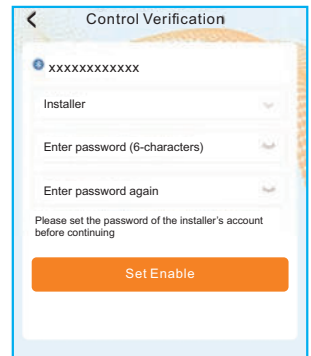 Control Verification
xxxxxxxxxxxx
Installer
Enter password (6-characters)
Enter password again
Please set the password of the installer's account
before continuing
Set Enable